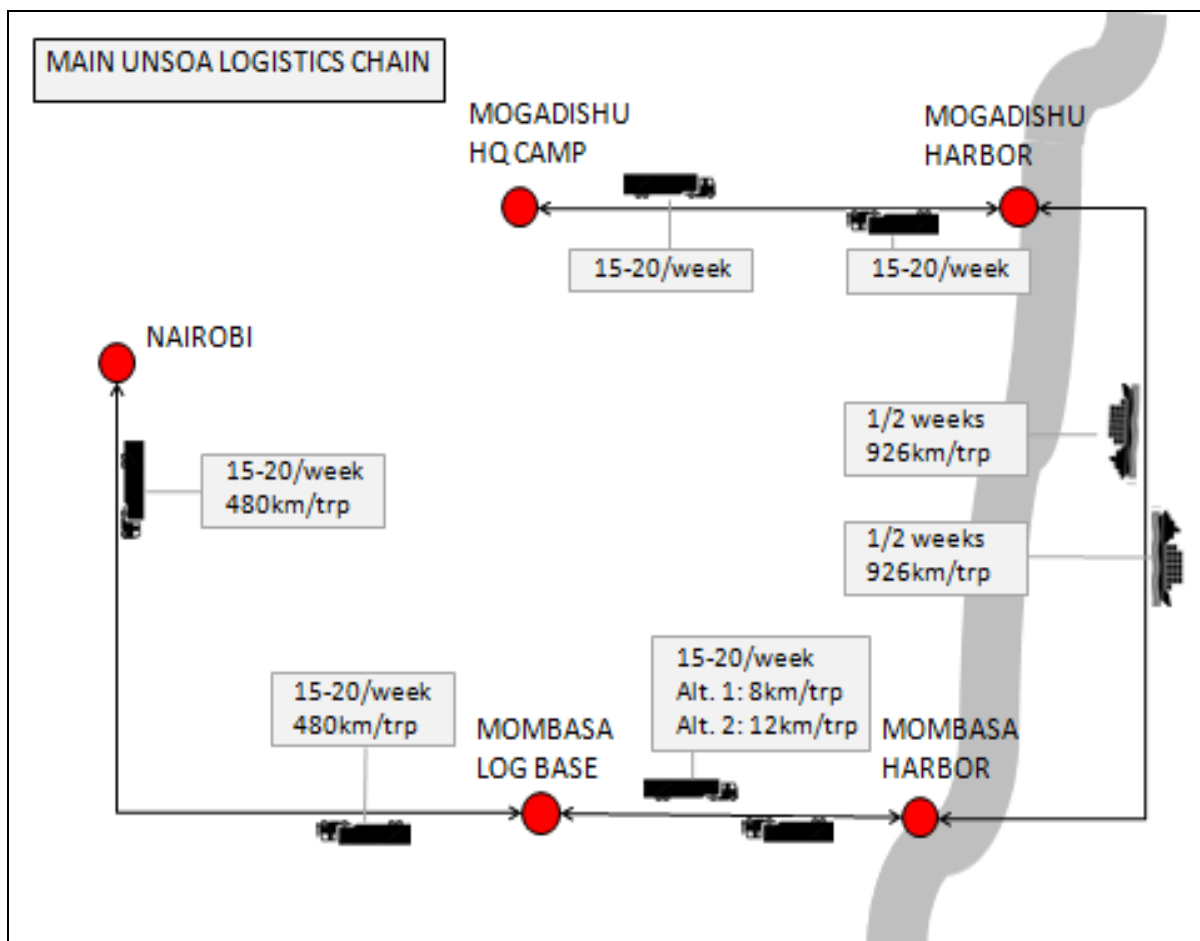 MAIN UNSOA LOGISTICS CHAIN
MOGADISHU
HQ CAMP
MOGADISHU
HARBOR
15-20/week
15-20/week
NAIROBI
15-20/week
480km/trp
1/2 weeks
926km/trp
1/2 weeks
926km/trp
15-20/week
480km/trp
15-20/week
Alt. 1: 8km/trp
Alt. 2: 12km/trp
MOMBASA
LOG BASE
MOMBASA
HARBOR